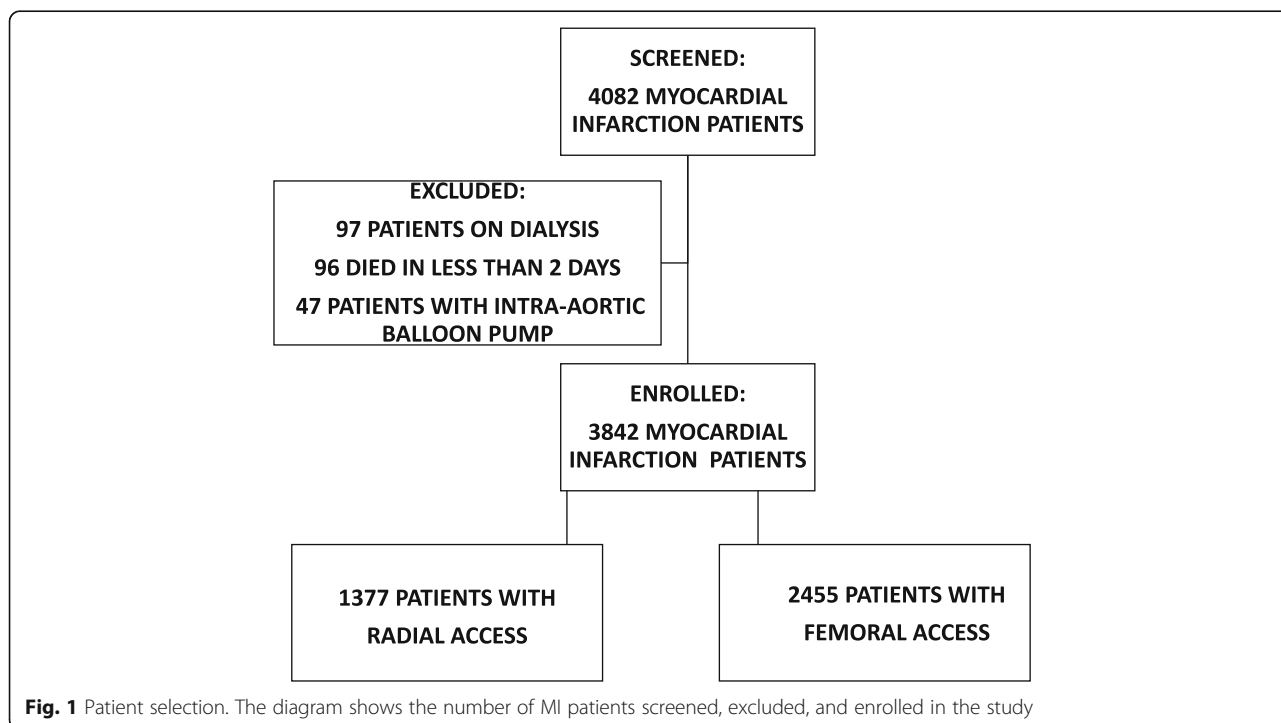 SCREENED:
4082 MYOCARDIAL
INFARCTION PATIENTS
EXCLUDED:
97 PATIENTS ON DIALYSIS
96 DIED IN LESS THAN 2 DAYS
47 PATIENTS WITH INTRA-AORTIC
BALLOON PUMP
ENROLLED:
3842 MYOCARDIAL
INFARCTION PATIENTS
1377 PATIENTS WITH
RADIAL ACCESS
2455 PATIENTS WITH
FEMORAL ACCESS
Fig. 1 Patient selection. The diagram shows the number of MI patients screened, excluded, and enrolled in the study